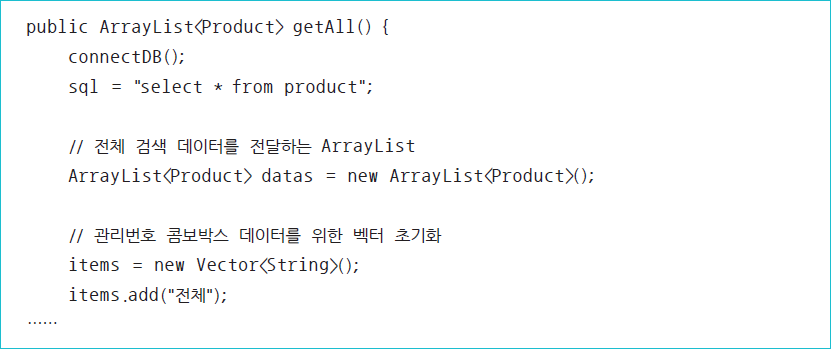 public ArrayList<Product> getAll() {
    connectDB();
    sql = "select * from product";
    // 전체 검색 데이터를 전달하는 ArrayList
    ArrayList<Product> datas = new ArrayList<Product>();
    // 관리번호 콤보박스 데이터를 위한 벡터 초기화
    items = new Vector<String>();
    items.add("전체");
……